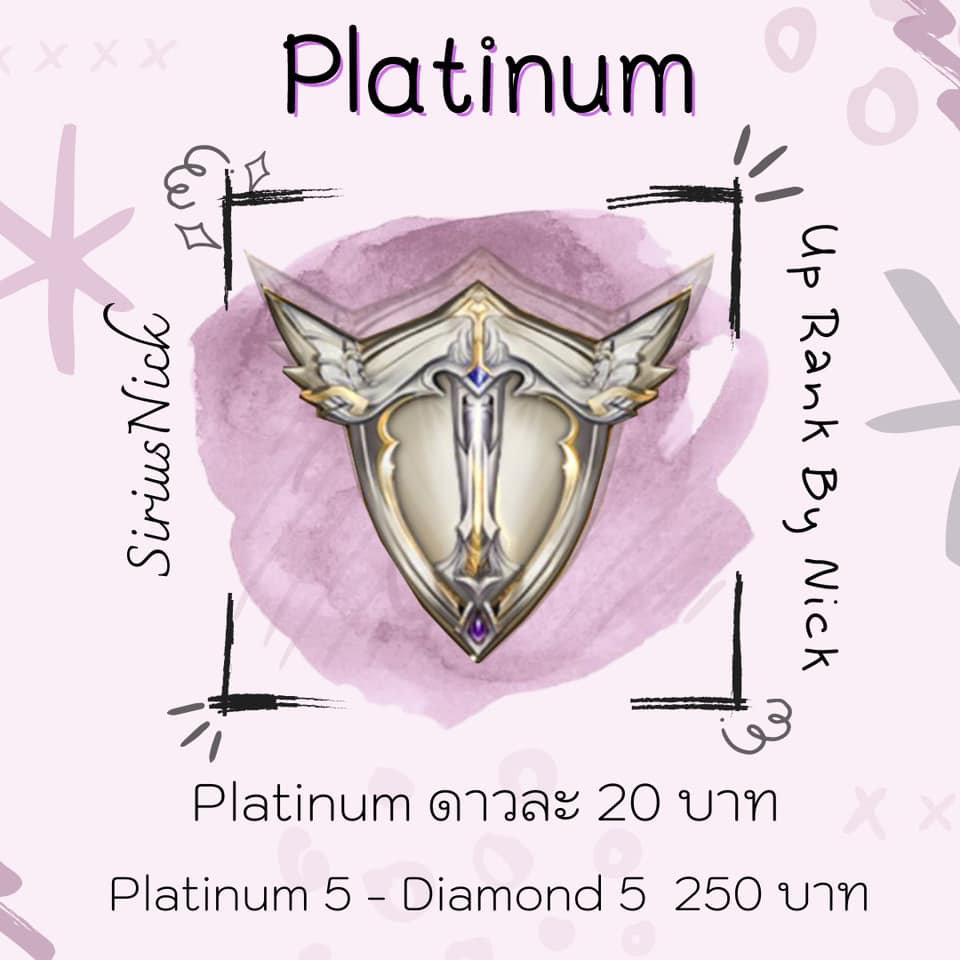 Platinum
SiriusNick
Up Rank By Nick
Platinum ดาวละ 20 บาท
Platinum 5 - Diamond 5 250 บาท